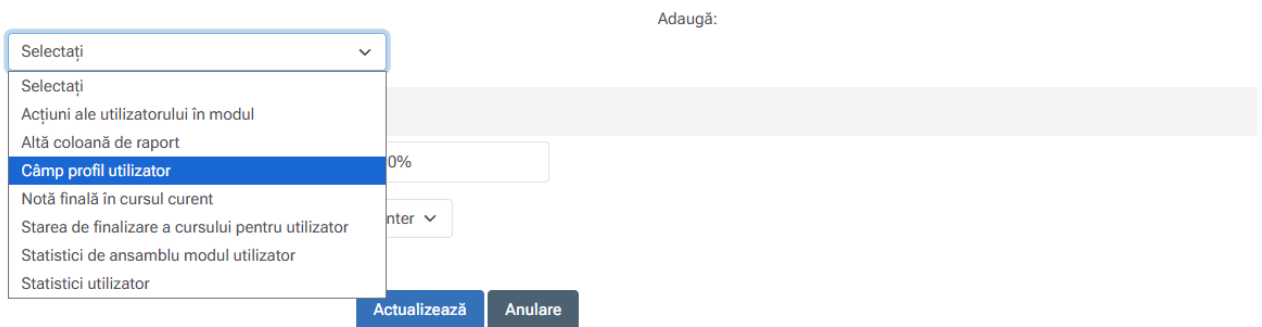 Adaugă:
Selectați
Selectați
Acțiuni ale utilizatorului în modul
Altă coloană de raport
Câmp profil utilizator
0%
Notă finală în cursul curent
Starea de finalizare a cursului pentru utilizator
nter
Statistici de ansamblu modul utilizator
Statistici utilizator
Actualizează Anulare